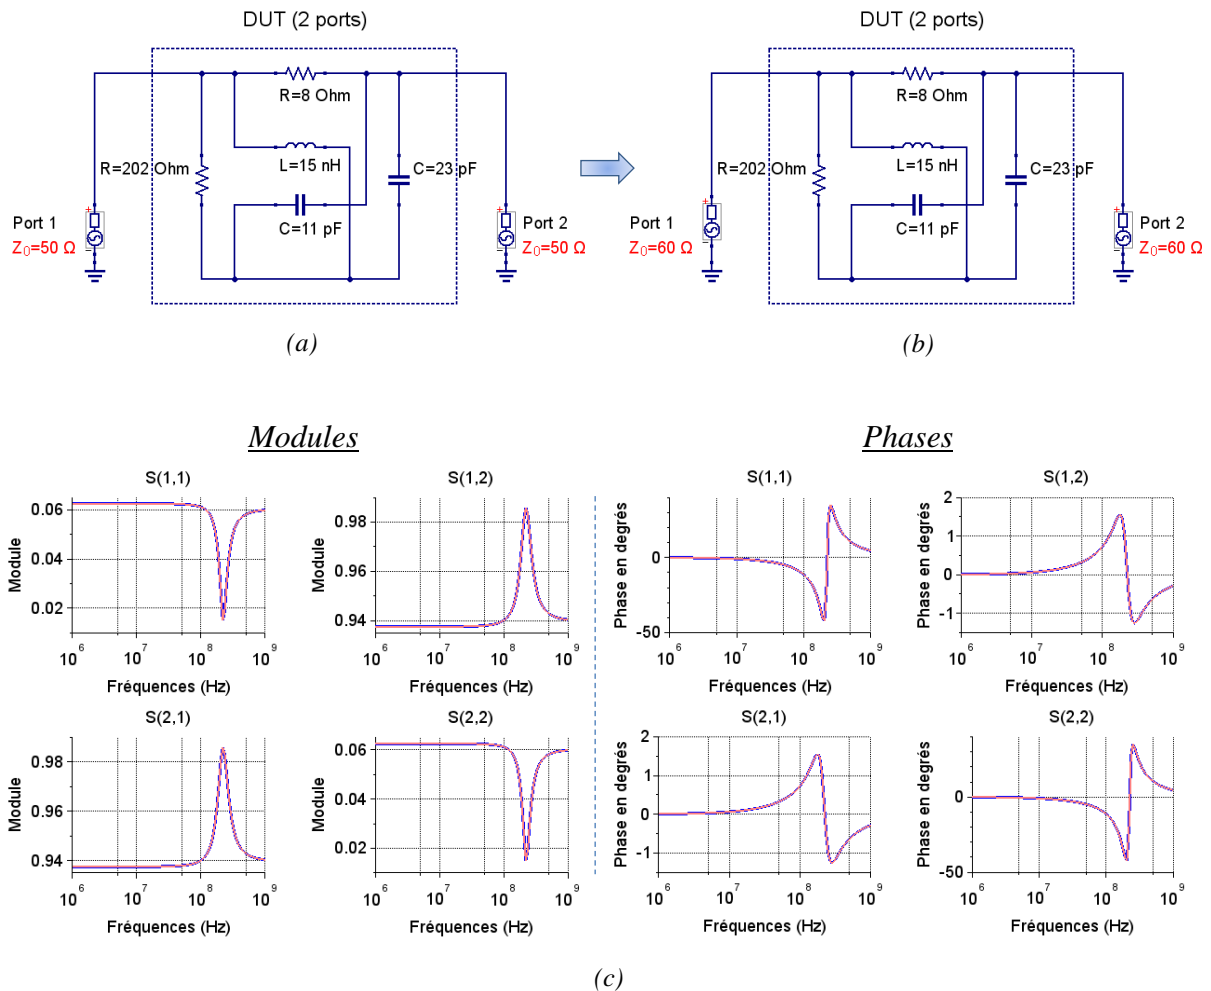 DUT (2 ports)
R=8 Ohm
R=202 Ohm
L=15 nH
C=23 pF
C=11 pF
Port 1
Z0=50 Ω
Port 2
Z0=50 Ω
(a)
DUT (2 ports)
R=8 Ohm
R=202 Ohm
L=15 nH
C=23 pF
C=11 pF
Port 1
Z0=60 Ω
Port 2
Z0=60 Ω
(b)
Modules
S(1,1)
Module
0.06
0.04
0.02
10^6 10^7 10^8 10^9
Fréquences (Hz)
S(1,2)
Module
0.98
0.96
0.94
10^6 10^7 10^8 10^9
Fréquences (Hz)
S(2,1)
Module
0.98
0.96
0.94
10^6 10^7 10^8 10^9
Fréquences (Hz)
S(2,2)
Module
0.06
0.04
0.02
10^6 10^7 10^8 10^9
Fréquences (Hz)
Phases
S(1,1)
Phase en degrés
0
-50
10^6 10^7 10^8 10^9
Fréquences (Hz)
S(1,2)
Phase en degrés
2
1
0
-1
10^6 10^7 10^8 10^9
Fréquences (Hz)
S(2,1)
Phase en degrés
2
1
0
-1
10^6 10^7 10^8 10^9
Fréquences (Hz)
S(2,2)
Phase en degrés
0
-50
10^6 10^7 10^8 10^9
Fréquences (Hz)
(c)